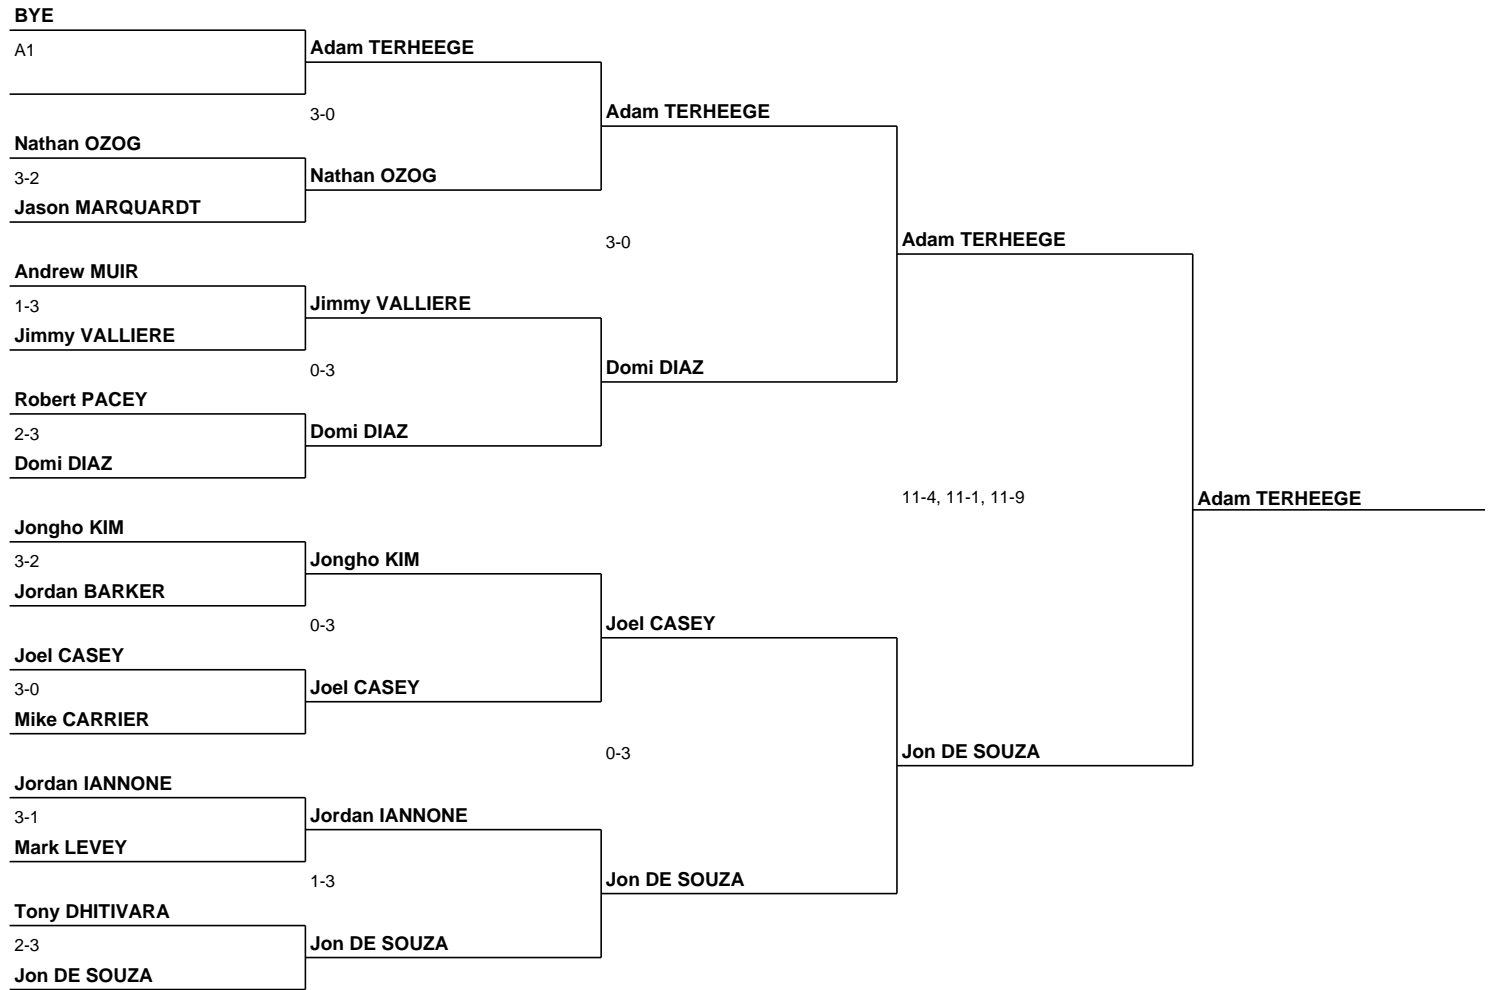 BYE
A1
Adam TERHEEGE
3-0
Adam TERHEEGE
Nathan OZOG
3-2
Nathan OZOG
Jason MARQUARDT
3-0
Adam TERHEEGE
Andrew MUIR
1-3
Jimmy VALLIERE
Jimmy VALLIERE
0-3
Domi DIAZ
Robert PACEY
2-3
Domi DIAZ
Domi DIAZ
11-4, 11-1, 11-9
Adam TERHEEGE
Jongho KIM
3-2
Jongho KIM
Jordan BARKER
0-3
Joel CASEY
Joel CASEY
3-0
Joel CASEY
Mike CARRIER
0-3
Jon DE SOUZA
Jordan IANNONE
3-1
Jordan IANNONE
Mark LEVEY
1-3
Jon DE SOUZA
Tony DHITIVARA
2-3
Jon DE SOUZA
Jon DE SOUZA